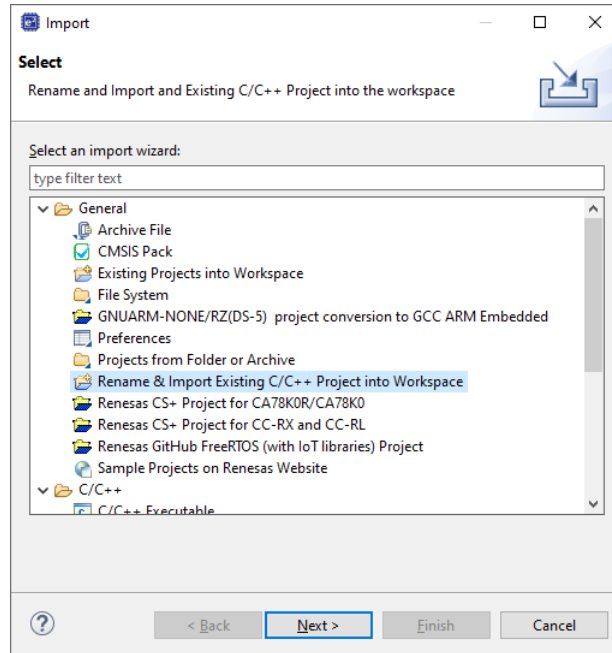 Import
Select
Rename and Import and Existing C/C++ Project into the workspace
Select an import wizard:
type filter text
General
Archive File
CMSIS Pack
Existing Projects into Workspace
File System
GNUARM-NONE/RZ(DS-5) project conversion to GCC ARM Embedded
Preferences
Projects from Folder or Archive
Rename & Import Existing C/C++ Project into Workspace
Renesas CS+ Project for CA78K0R/CA78K0
Renesas CS+ Project for CC-RX and CC-RL
Renesas GitHub FreeRTOS (with IoT libraries) Project
Sample Projects on Renesas Website
C/C++
C/C++ Executable
? < Back Next > Finish Cancel